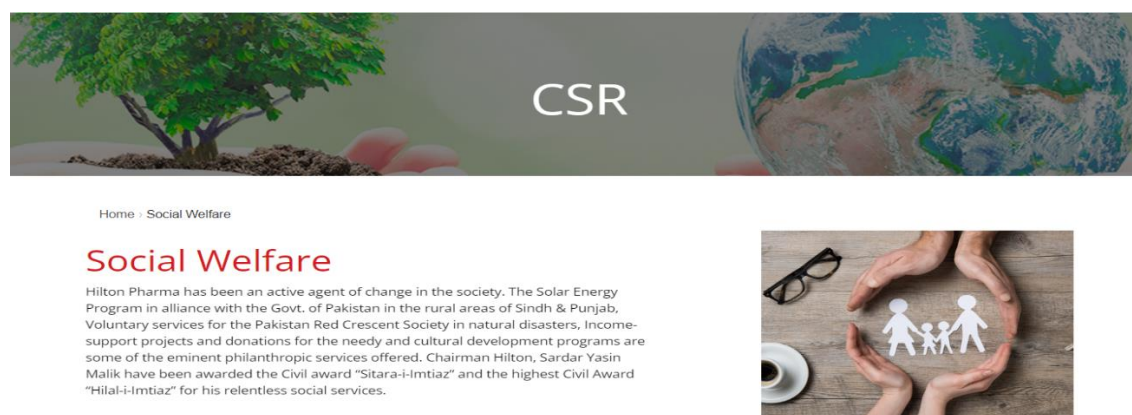 CSR
Home › Social Welfare
Social Welfare
Hilton Pharma has been an active agent of change in the society. The Solar Energy
Program in alliance with the Govt. of Pakistan in the rural areas of Sindh & Punjab,
Voluntary services for the Pakistan Red Crescent Society in natural disasters, Income-
support projects and donations for the needy and cultural development programs are
some of the eminent philanthropic services offered. Chairman Hilton, Sardar Yasin
Malik have been awarded the Civil award “Sitara-i-Imtiaz” and the highest Civil Award
“Hilal-i-Imtiaz” for his relentless social services.